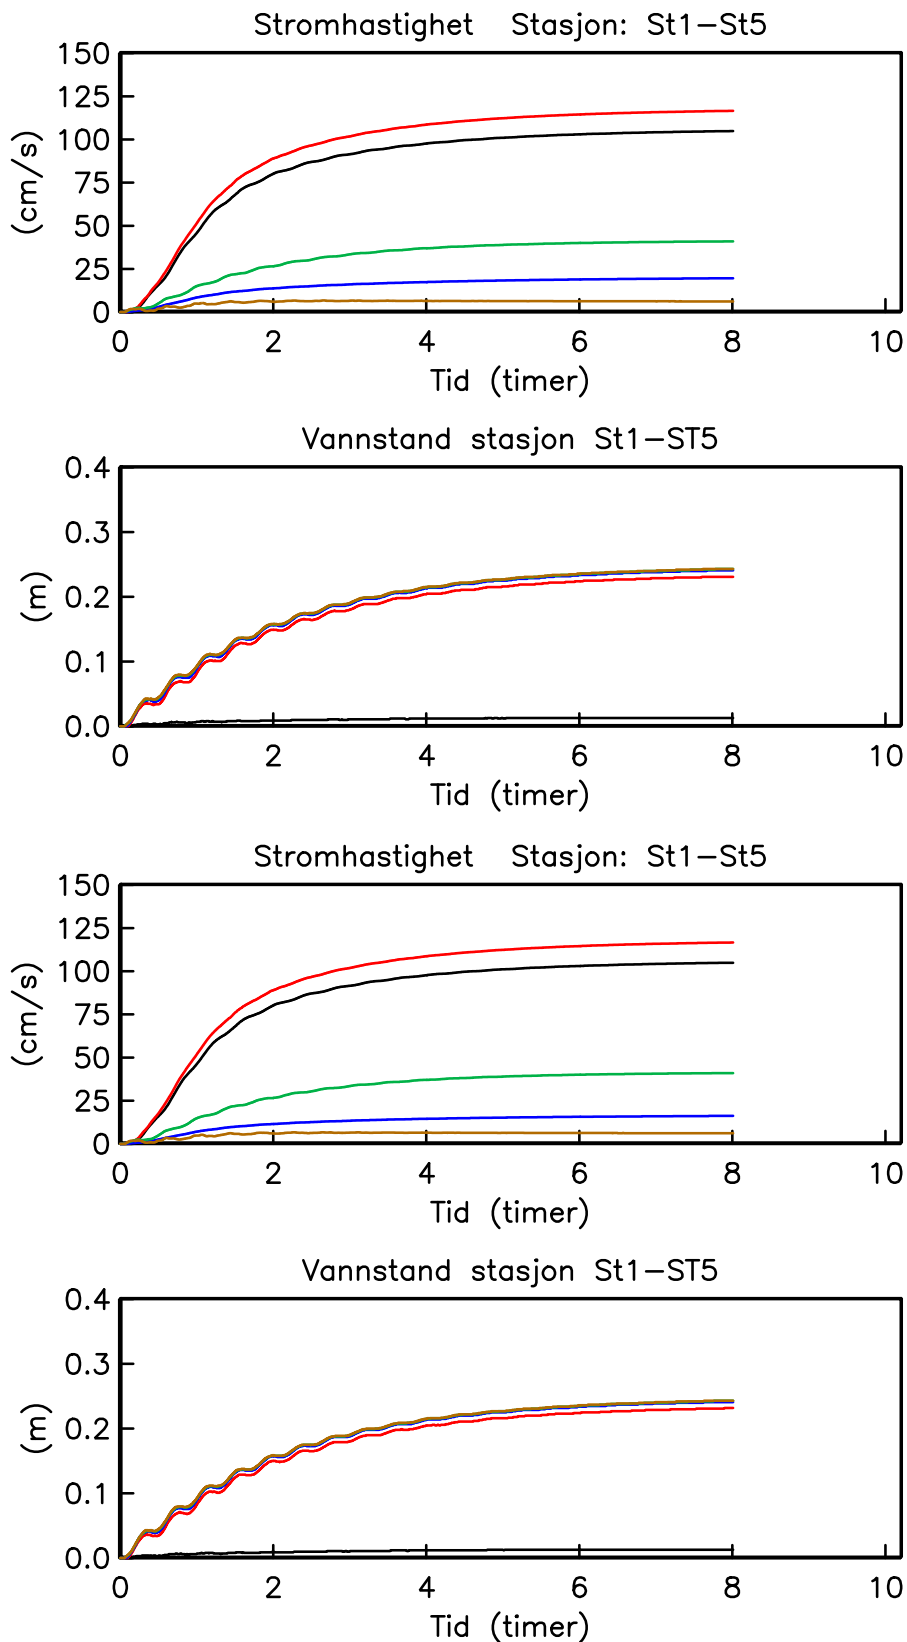 Stromhastighet Stasjon: St1-St5
150
125
100
75
50
25
0
(cm/s)
0 2 4 6 8 10
Tid (timer)
Vannstand stasjon St1-ST5
0.4
0.3
0.2
0.1
0.0
(m)
0 2 4 6 8 10
Tid (timer)
Stromhastighet Stasjon: St1-St5
150
125
100
75
50
25
0
(cm/s)
0 2 4 6 8 10
Tid (timer)
Vannstand stasjon St1-ST5
0.4
0.3
0.2
0.1
0.0
(m)
0 2 4 6 8 10
Tid (timer)